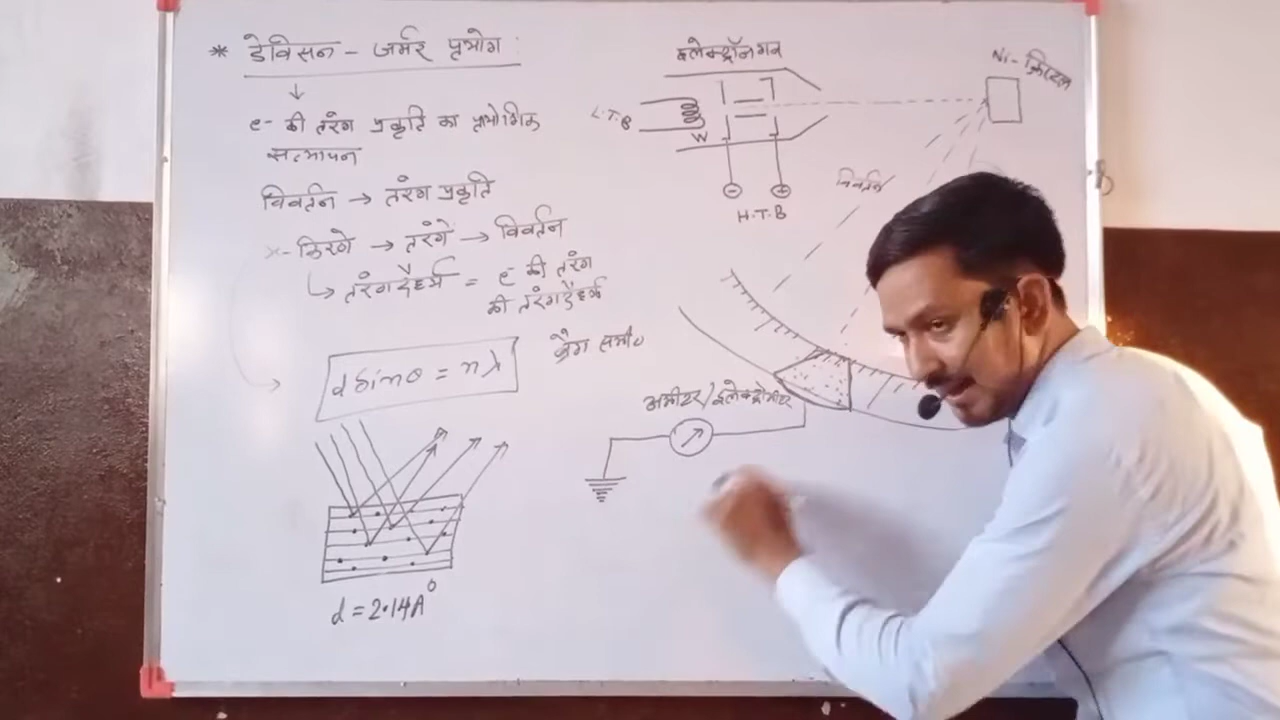 * डेविसन - जर्मर प्रयोग :
e- की तरंग प्रकृति का प्रायोगिक
सत्यापन
विवर्तन → तरंग प्रकृति
x- किरणे → तरंगे → विवर्तन
↳ तरंगदैर्ध्य = e- की तरंग
की तरंगदैर्ध्य
d sinθ = nλ
ब्रैग समी०
d = 2.14A°
इलेक्ट्रॉनगन
L.T.B
W
H.T.B
Ni- क्रिस्टल
विवर्तन
अमीटर/इलेक्ट्रोमीटर